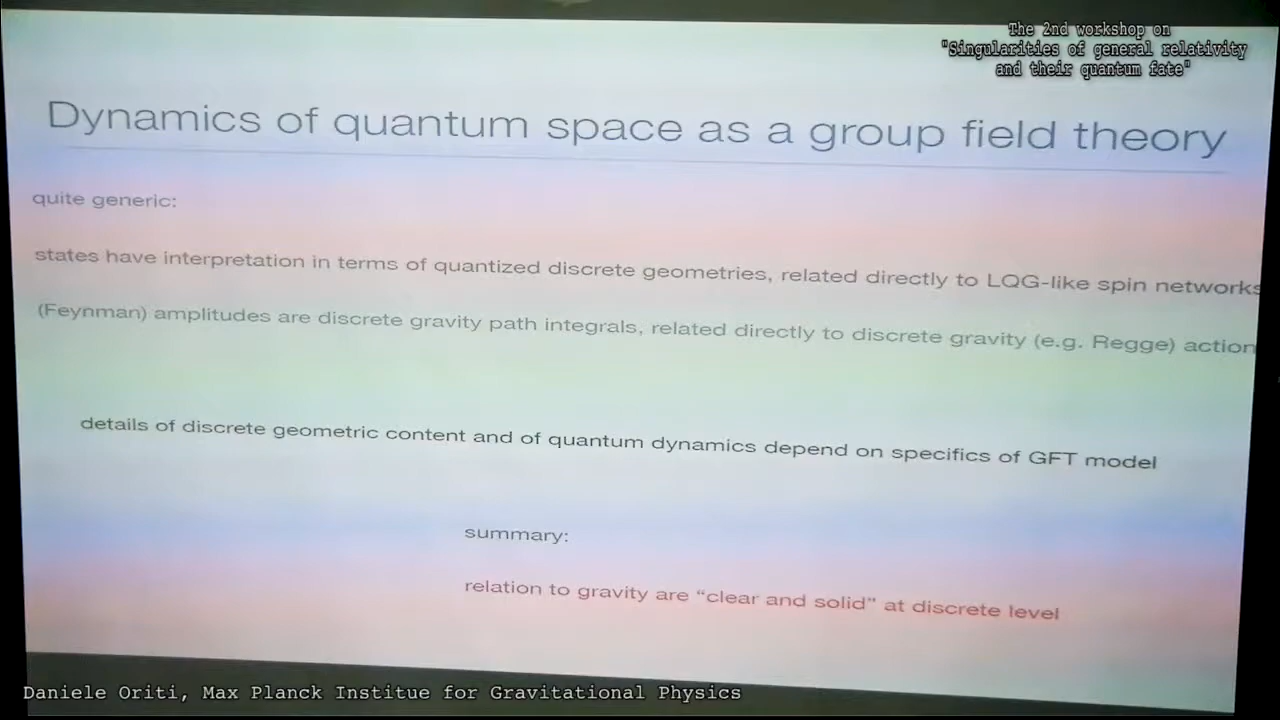 The 2nd workshop on
"Singularities of general relativity
and their quantum fate"
Dynamics of quantum space as a group field theory
quite generic:
states have interpretation in terms of quantized discrete geometries, related directly to LQG-like spin networks
(Feynman) amplitudes are discrete gravity path integrals, related directly to discrete gravity (e.g. Regge) action
details of discrete geometric content and of quantum dynamics depend on specifics of GFT model
summary:
relation to gravity are “clear and solid” at discrete level
Daniele Oriti, Max Planck Institue for Gravitational Physics